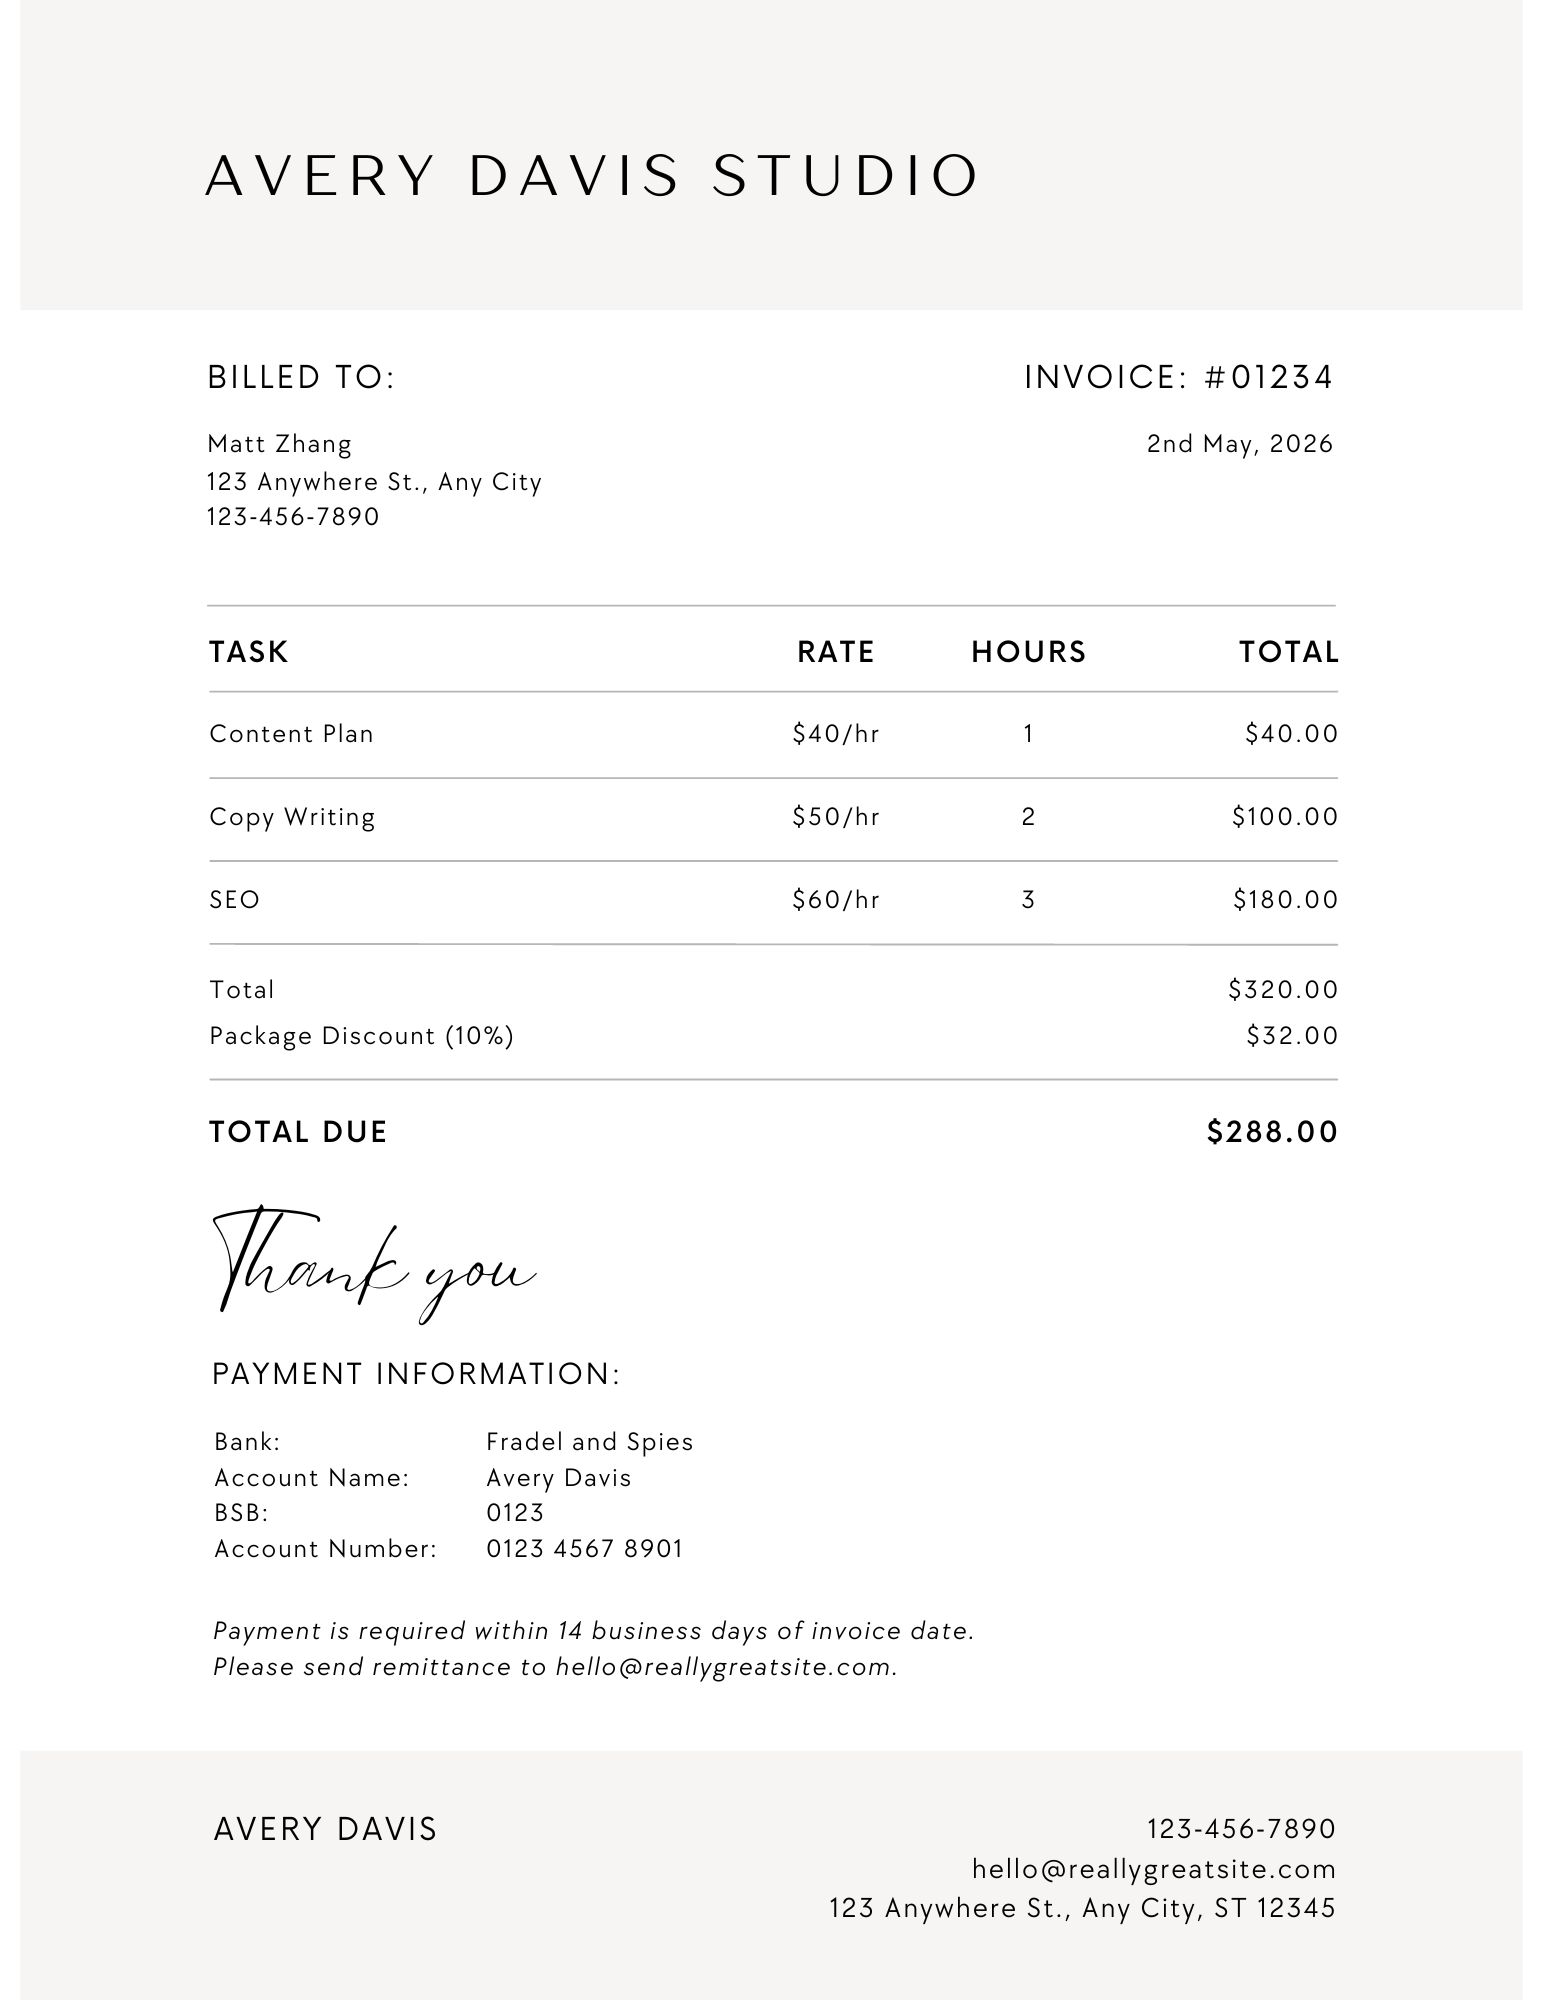 AVERY DAVIS STUDIO
BILLED TO:
INVOICE: #01234
Matt Zhang
2nd May, 2026
123 Anywhere St., Any City
123-456-7890
TASK RATE HOURS TOTAL
Content Plan $40/hr 1 $40.00
Copy Writing $50/hr 2 $100.00
SEO $60/hr 3 $180.00
Total $320.00
Package Discount (10%) $32.00
TOTAL DUE $288.00
Thank you
PAYMENT INFORMATION:
Bank: Fradel and Spies
Account Name: Avery Davis
BSB: 0123
Account Number: 0123 4567 8901
Payment is required within 14 business days of invoice date.
Please send remittance to hello@reallygreatsite.com.
AVERY DAVIS
123-456-7890
hello@reallygreatsite.com
123 Anywhere St., Any City, ST 12345